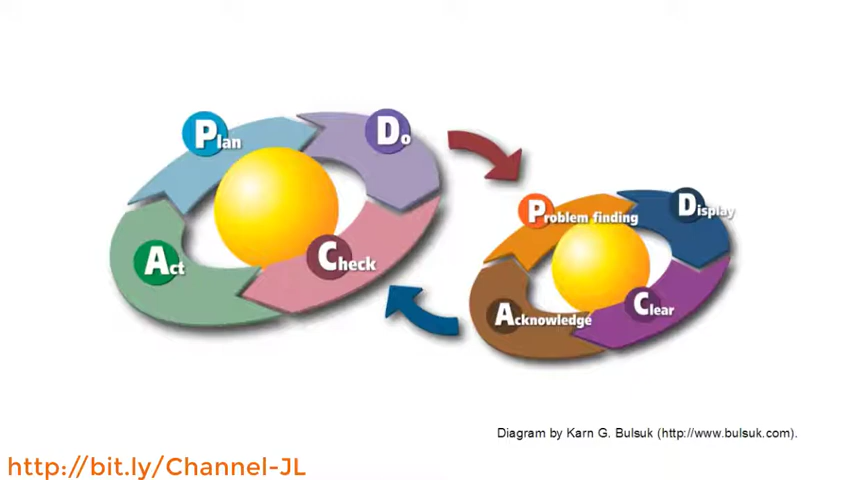 Plan
Do
Act
Check
Problem finding
Display
Acknowledge
Clear
Diagram by Karn G. Bulsuk (http://www.bulsuk.com).
http://bit.ly/Channel-JL